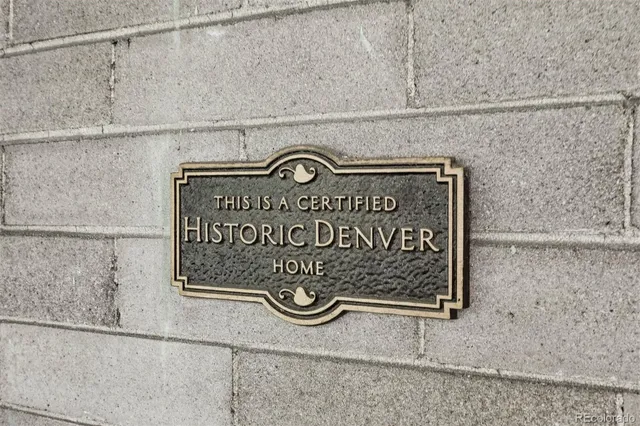 THIS IS A CERTIFIED
HISTORIC DENVER
HOME
REcolorado